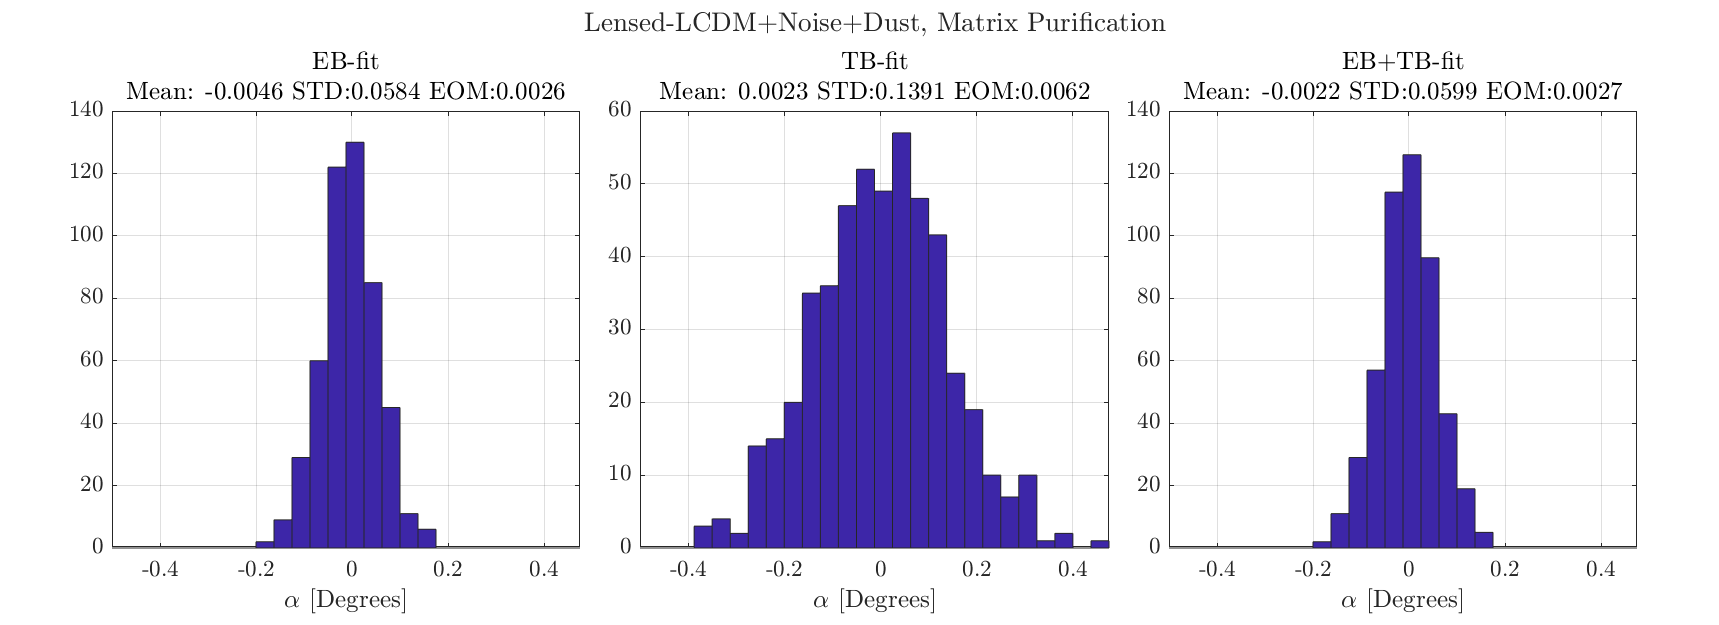 Lensed-LCDM+Noise+Dust, Matrix Purification
EB-fit
Mean: -0.0046 STD:0.0584 EOM:0.0026
140
120
100
80
60
40
20
0
-0.4 -0.2 0 0.2 0.4
α [Degrees]
TB-fit
Mean: 0.0023 STD:0.1391 EOM:0.0062
60
50
40
30
20
10
0
-0.4 -0.2 0 0.2 0.4
α [Degrees]
EB+TB-fit
Mean: -0.0022 STD:0.0599 EOM:0.0027
140
120
100
80
60
40
20
0
-0.4 -0.2 0 0.2 0.4
α [Degrees]